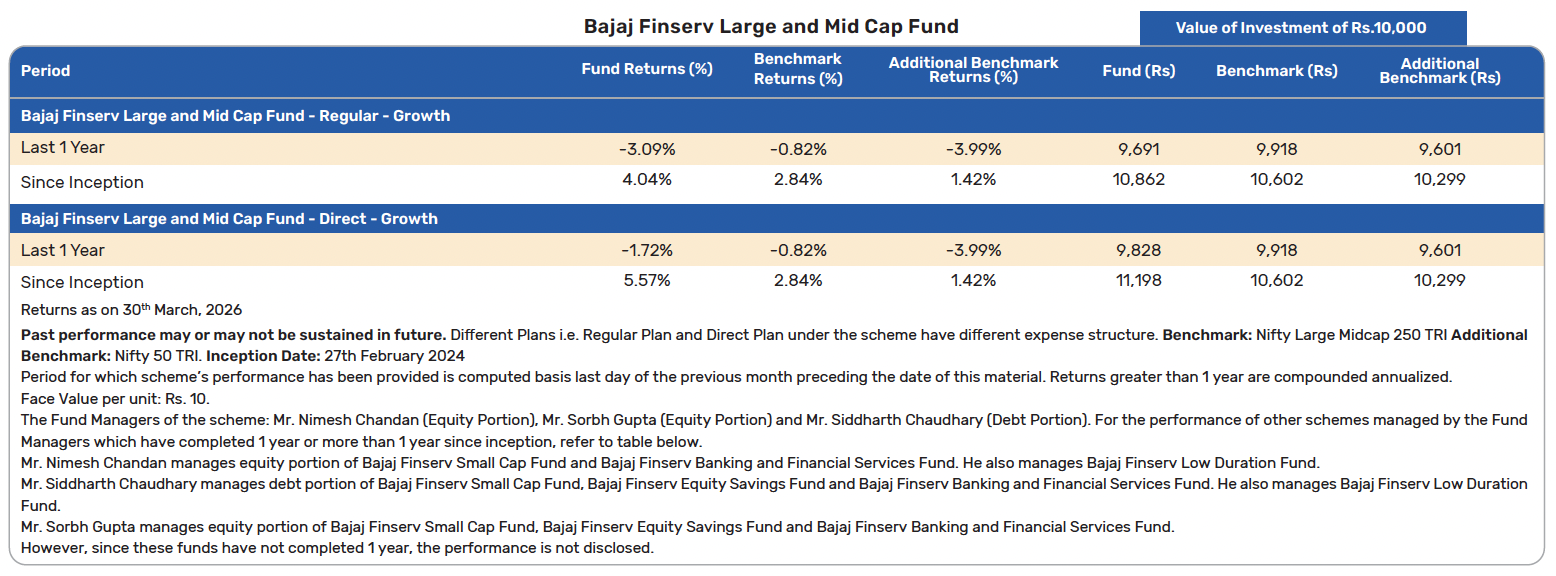 Bajaj Finserv Large and Mid Cap Fund
Value of Investment of Rs.10,000
Period Fund Returns (%) Benchmark Returns (%) Additional Benchmark Returns (%) Fund (Rs) Benchmark (Rs) Additional Benchmark (Rs)
Bajaj Finserv Large and Mid Cap Fund - Regular - Growth
Last 1 Year -3.09% -0.82% -3.99% 9,691 9,918 9,601
Since Inception 4.04% 2.84% 1.42% 10,862 10,602 10,299
Bajaj Finserv Large and Mid Cap Fund - Direct - Growth
Last 1 Year -1.72% -0.82% -3.99% 9,828 9,918 9,601
Since Inception 5.57% 2.84% 1.42% 11,198 10,602 10,299
Returns as on 30th March, 2026
Past performance may or may not be sustained in future. Different Plans i.e. Regular Plan and Direct Plan under the scheme have different expense structure. Benchmark: Nifty Large Midcap 250 TRI Additional
Benchmark: Nifty 50 TRI. Inception Date: 27th February 2024
Period for which scheme's performance has been provided is computed basis last day of the previous month preceding the date of this material. Returns greater than 1 year are compounded annualized.
Face Value per unit: Rs. 10.
The Fund Managers of the scheme: Mr. Nimesh Chandan (Equity Portion), Mr. Sorbh Gupta (Equity Portion) and Mr. Siddharth Chaudhary (Debt Portion). For the performance of other schemes managed by the Fund
Managers which have completed 1 year or more than 1 year since inception, refer to table below.
Mr. Nimesh Chandan manages equity portion of Bajaj Finserv Small Cap Fund and Bajaj Finserv Banking and Financial Services Fund. He also manages Bajaj Finserv Low Duration Fund.
Mr. Siddharth Chaudhary manages debt portion of Bajaj Finserv Small Cap Fund, Bajaj Finserv Equity Savings Fund and Bajaj Finserv Banking and Financial Services Fund. He also manages Bajaj Finserv Low Duration
Fund.
Mr. Sorbh Gupta manages equity portion of Bajaj Finserv Small Cap Fund, Bajaj Finserv Equity Savings Fund and Bajaj Finserv Banking and Financial Services Fund.
However, since these funds have not completed 1 year, the performance is not disclosed.